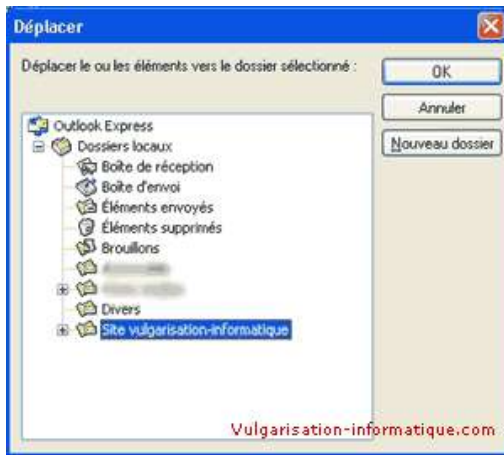 Déplacer
Déplacer le ou les éléments vers le dossier sélectionné :
OK
Annuler
Nouveau dossier
Outlook Express
Dossiers locaux
Boîte de réception
Boîte d'envoi
Éléments envoyés
Éléments supprimés
Brouillons
Divers
Site vulgarisation-informatique
Vulgarisation-informatique.com